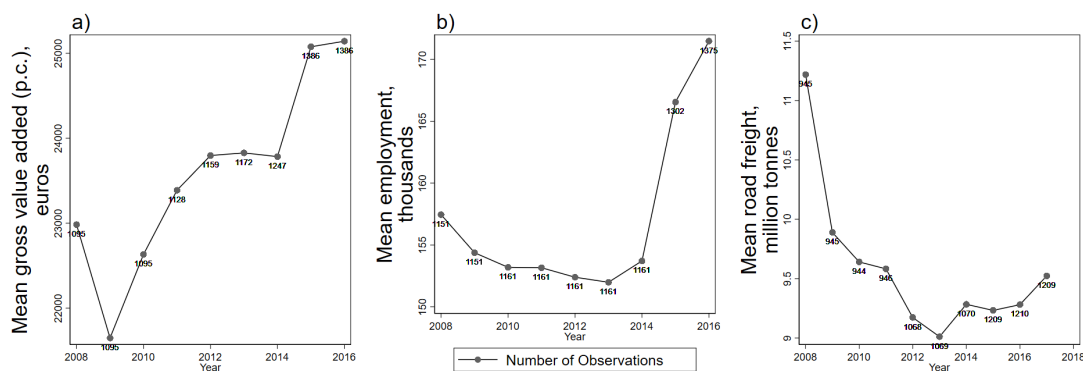 a)
Mean gross value added (p.c.),
euros
25000
24000
23000
22000
1095
1095
1095
1128
1159
1172
1247
1386
1386
2008 2010 2012 2014 2016
Year
b)
Mean employment,
thousands
170
165
160
155
150
1151
1151
1161
1161
1161
1161
1161
1302
1375
2008 2010 2012 2014 2016
Year
Number of Observations
c)
Mean road freight,
million tonnes
11.5
11
10.5
10
9.5
9
945
945
944
946
1068
1069
1070
1209
1210
1209
2008 2010 2012 2014 2016 2018
Year